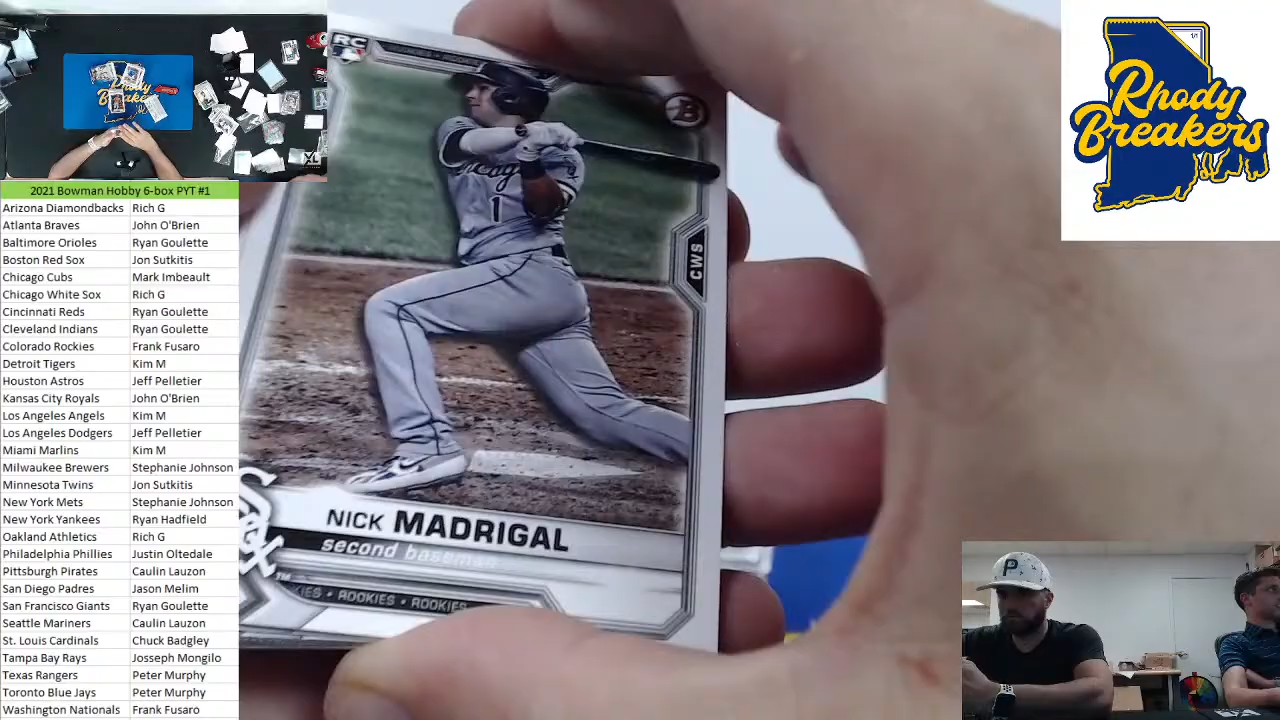 2021 Bowman Hobby 6-box PYT #1
Arizona Diamondbacks Rich G
Atlanta Braves John O'Brien
Baltimore Orioles Ryan Goulette
Boston Red Sox Jon Sutkitis
Chicago Cubs Mark Imbeault
Chicago White Sox Rich G
Cincinnati Reds Ryan Goulette
Cleveland Indians Ryan Goulette
Colorado Rockies Frank Fusaro
Detroit Tigers Kim M
Houston Astros Jeff Pelletier
Kansas City Royals John O'Brien
Los Angeles Angels Kim M
Los Angeles Dodgers Jeff Pelletier
Miami Marlins Kim M
Milwaukee Brewers Stephanie Johnson
Minnesota Twins Jon Sutkitis
New York Mets Stephanie Johnson
New York Yankees Ryan Hadfield
Oakland Athletics Rich G
Philadelphia Phillies Justin Oltedale
Pittsburgh Pirates Caulin Lauzon
San Diego Padres Jason Melim
San Francisco Giants Ryan Goulette
Seattle Mariners Caulin Lauzon
St. Louis Cardinals Chuck Badgley
Tampa Bay Rays Josseph Mongilo
Texas Rangers Peter Murphy
Toronto Blue Jays Peter Murphy
Washington Nationals Frank Fusaro
RC
B
1
CWS
Sox
NICK MADRIGAL
second baseman
ROOKIES • ROOKIES
1/1
Rhody
Breakers
P